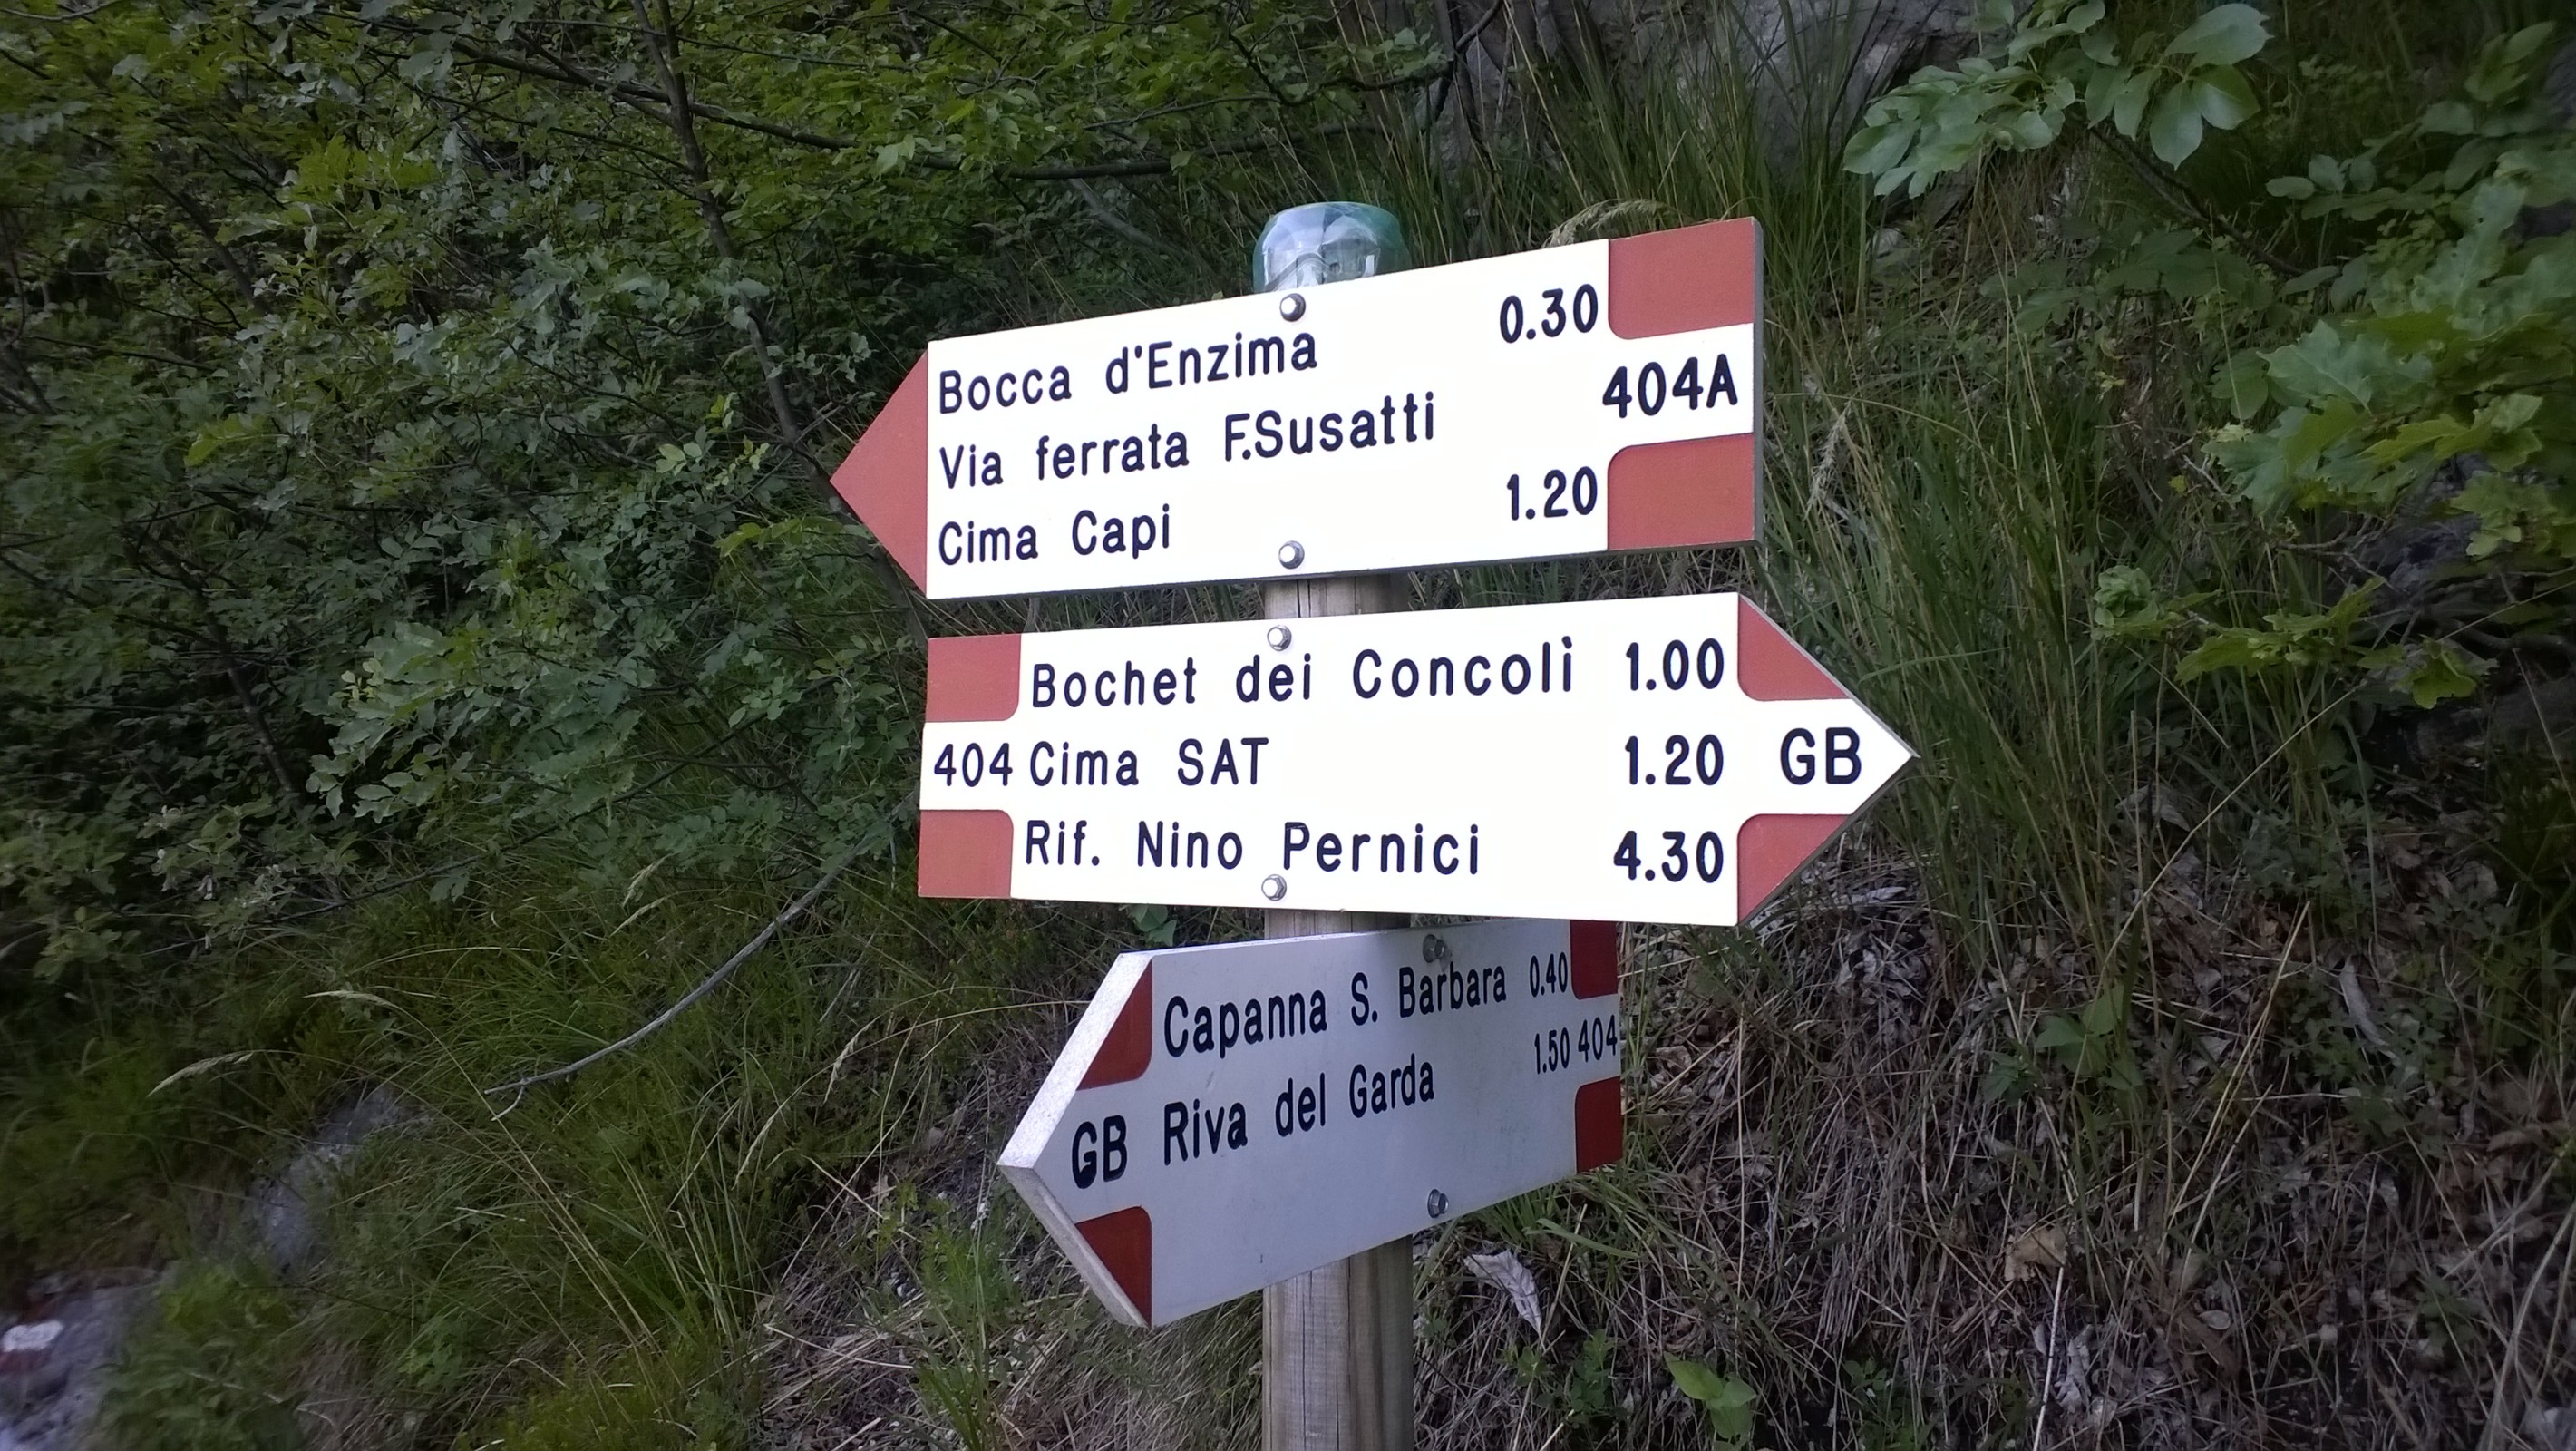 Bocca d'Enzima 0.30
Via ferrata F.Susatti 404A
Cima Capi 1.20
Bochet dei Concolì 1.00
404 Cima SAT 1.20 GB
Rif. Nino Pernici 4.30
Capanna S. Barbara 0.40
GB Riva del Garda 1.50 404